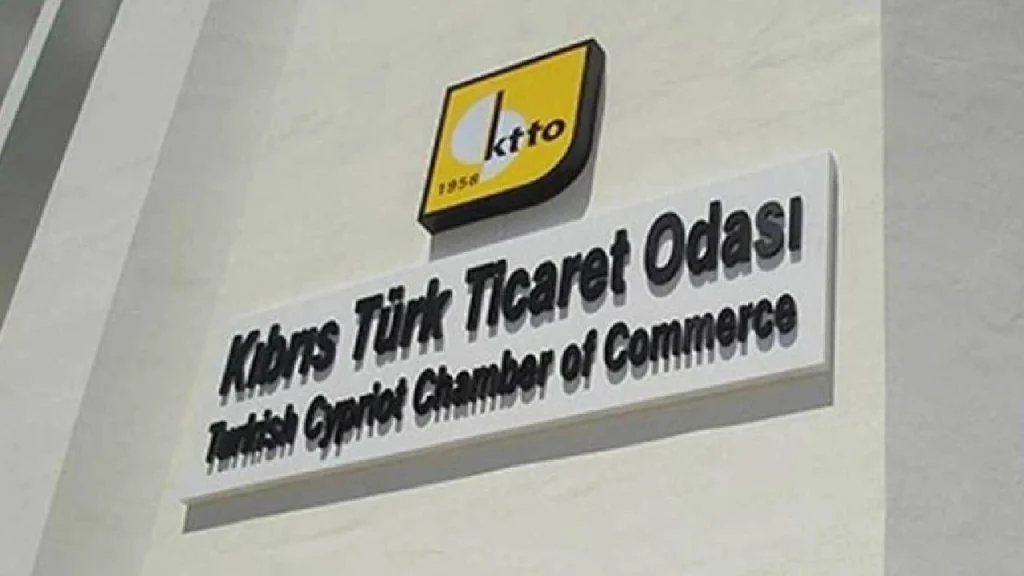 ktto
1958
Kıbrıs Türk Ticaret Odası
Turkish Cypriot Chamber of Commerce